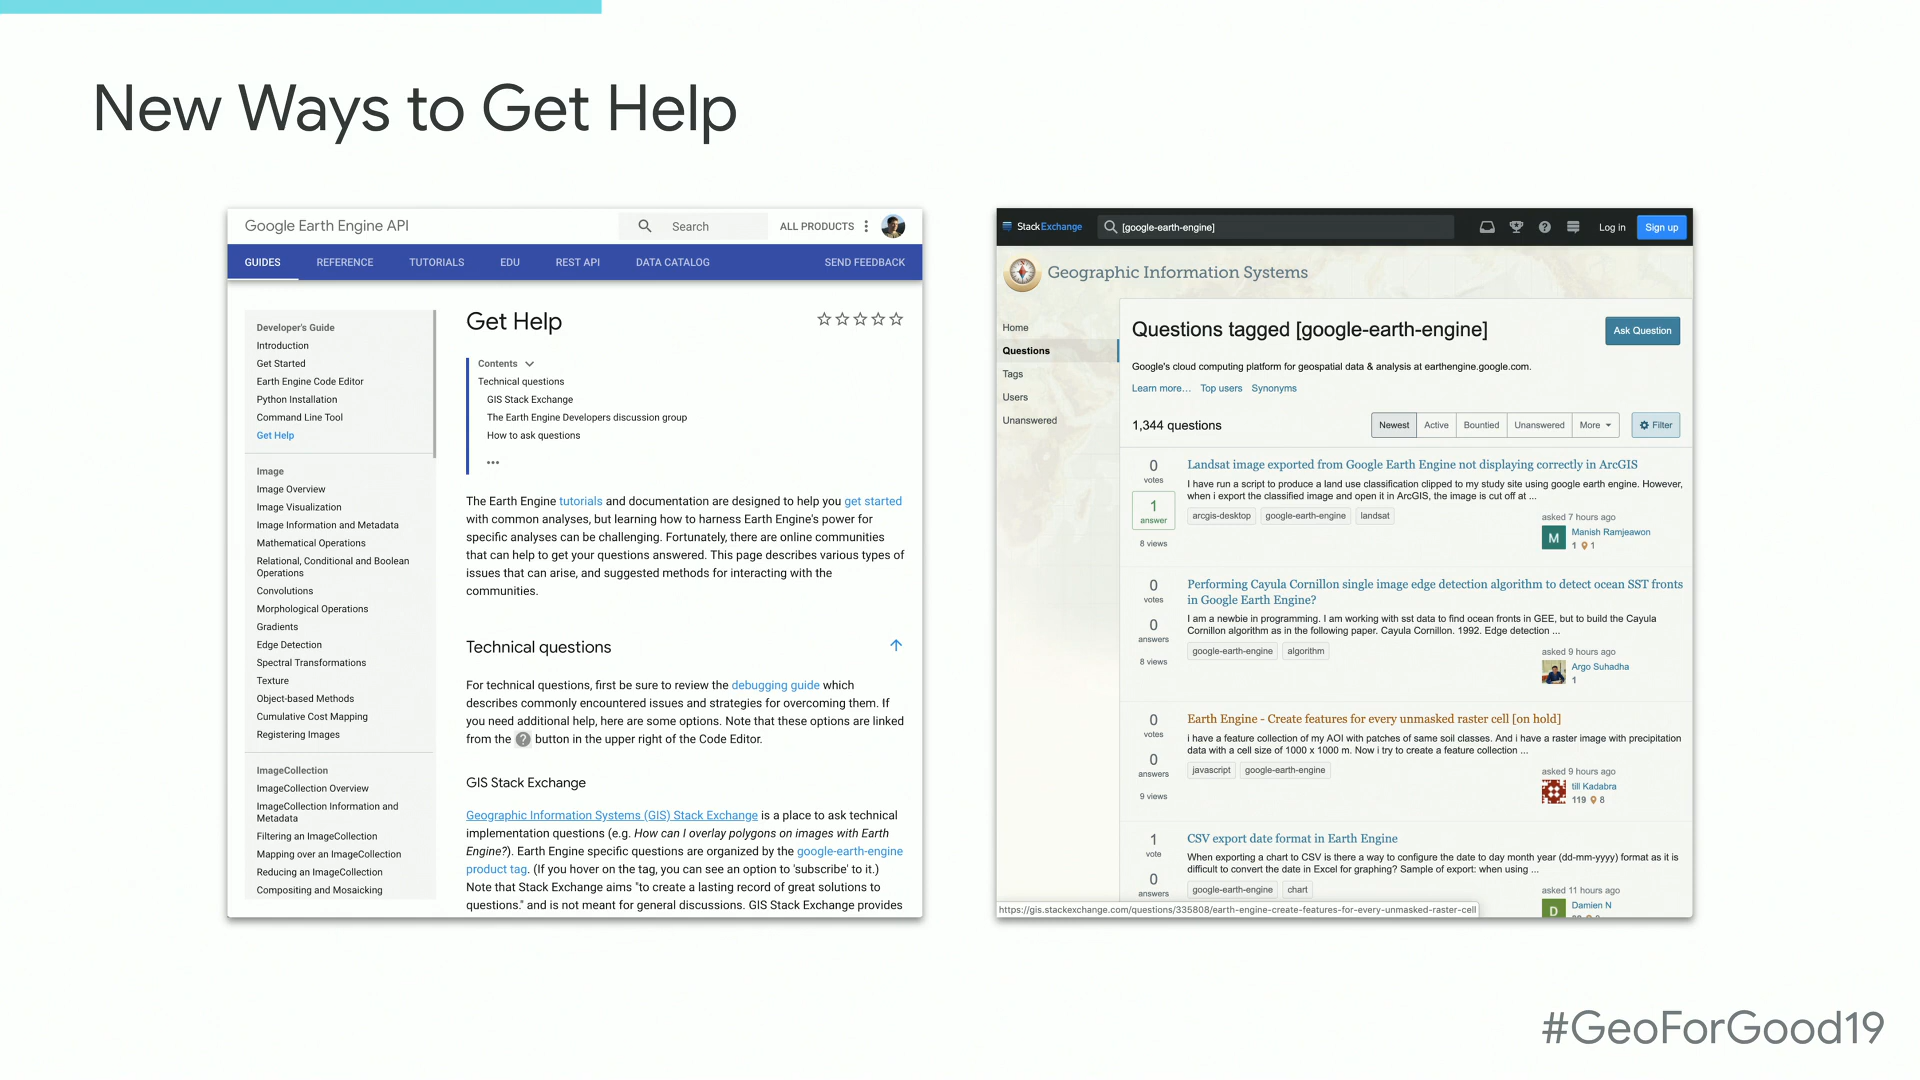 New Ways to Get Help
Google Earth Engine API
Search
ALL PRODUCTS
GUIDES
REFERENCE
TUTORIALS
EDU
REST API
DATA CATALOG
SEND FEEDBACK
Developer's Guide
Introduction
Get Started
Earth Engine Code Editor
Python Installation
Command Line Tool
Get Help
Image
Image Overview
Image Visualization
Image Information and Metadata
Mathematical Operations
Relational, Conditional and Boolean
Operations
Convolutions
Morphological Operations
Gradients
Edge Detection
Spectral Transformations
Texture
Object-based Methods
Cumulative Cost Mapping
Registering Images
ImageCollection
ImageCollection Overview
ImageCollection Information and
Metadata
Filtering an ImageCollection
Mapping over an ImageCollection
Reducing an ImageCollection
Compositing and Mosaicking
Get Help
Contents
Technical questions
GIS Stack Exchange
The Earth Engine Developers discussion group
How to ask questions
...
The Earth Engine tutorials and documentation are designed to help you get started
with common analyses, but learning how to harness Earth Engine's power for
specific analyses can be challenging. Fortunately, there are online communities
that can help to get your questions answered. This page describes various types of
issues that can arise, and suggested methods for interacting with the
communities.
Technical questions
For technical questions, first be sure to review the debugging guide which
describes commonly encountered issues and strategies for overcoming them. If
you need additional help, here are some options. Note that these options are linked
from the ? button in the upper right of the Code Editor.
GIS Stack Exchange
Geographic Information Systems (GIS) Stack Exchange is a place to ask technical
implementation questions (e.g. How can I overlay polygons on images with Earth
Engine?). Earth Engine specific questions are organized by the google-earth-engine
product tag. (If you hover on the tag, you can see an option to 'subscribe' to it.)
Note that Stack Exchange aims "to create a lasting record of great solutions to
questions." and is not meant for general discussions. GIS Stack Exchange provides
StackExchange
[google-earth-engine]
Log in
Sign up
Geographic Information Systems
Home
Questions
Tags
Users
Unanswered
Questions tagged [google-earth-engine]
Ask Question
Google's cloud computing platform for geospatial data & analysis at earthengine.google.com.
Learn more... Top users Synonyms
1,344 questions
Newest
Active
Bountied
Unanswered
More
Filter
0
votes
1
answer
8 views
Landsat image exported from Google Earth Engine not displaying correctly in ArcGIS
I have run a script to produce a land use classification clipped to my study site using google earth engine. However,
when i export the classified image and open it in ArcGIS, the image is cut off at ...
arcgis-desktop google-earth-engine landsat
asked 7 hours ago
M
Manish Ramjeawon
1 1
0
votes
0
answers
8 views
Performing Cayula Cornillon single image edge detection algorithm to detect ocean SST fronts
in Google Earth Engine?
I am a newbie in programming. I am working with sst data to find ocean fronts in GEE, but to build the Cayula
Cornillon algorithm as in the following paper. Cayula Cornillon. 1992. Edge detection ...
google-earth-engine algorithm
asked 9 hours ago
Argo Suhadha
1
0
votes
0
answers
9 views
Earth Engine - Create features for every unmasked raster cell [on hold]
i have a feature collection of my AOI with patches of same soil classes. And i have a raster image with precipitation
data with a cell size of 1000 x 1000 m. Now i try to create a feature collection ...
javascript google-earth-engine
asked 9 hours ago
till Kadabra
119 8
1
vote
0
answers
CSV export date format in Earth Engine
When exporting a chart to CSV is there a way to configure the date to day month year (dd-mm-yyyy) format as it is
difficult to convert the date in Excel for graphing? Sample of export: when using ...
google-earth-engine chart
asked 11 hours ago
D
Damien N
https://gis.stackexchange.com/questions/335808/earth-engine-create-features-for-every-unmasked-raster-cell
#GeoForGood19